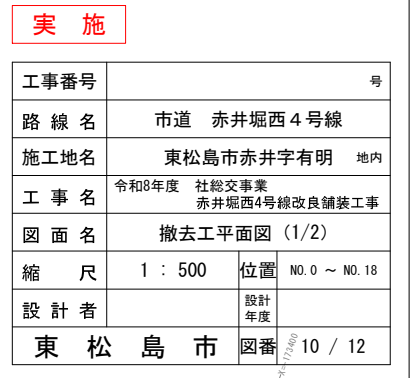 実 施
工事番号 号
路線名 市道 赤井堀西4号線
施工地名 東松島市赤井字有明 地内
工事名 令和8年度 社総交事業
赤井堀西4号線改良舗装工事
図面名 撤去工平面図 (1/2)
縮尺 1 : 500 位置 NO.0 ~ NO.18
設計者 設計
年度
東松島市 図番 10 / 12
X=-173400